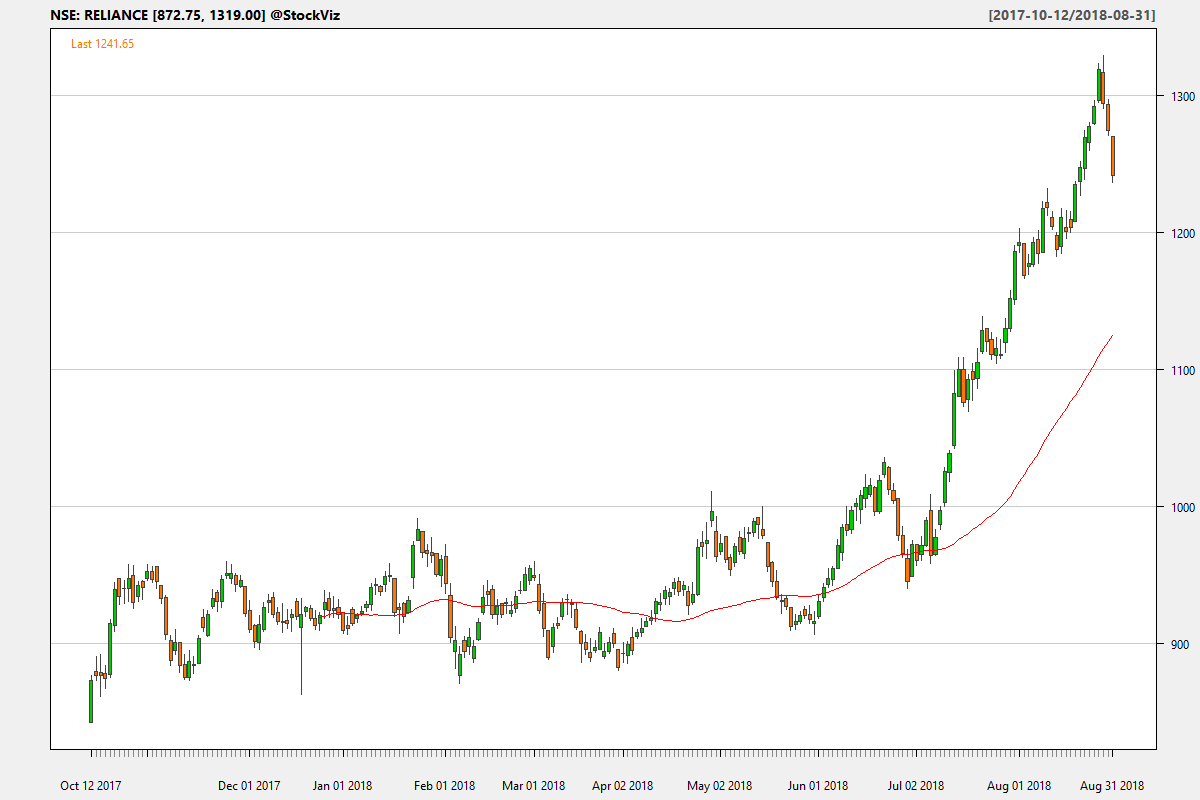 NSE: RELIANCE [872.75, 1319.00] @StockViz [2017-10-12/2018-08-31]
Last 1241.65
1300
1200
1100
1000
900
Oct 12 2017 Dec 01 2017 Jan 01 2018 Feb 01 2018 Mar 01 2018 Apr 02 2018 May 02 2018 Jun 01 2018 Jul 02 2018 Aug 01 2018 Aug 31 2018